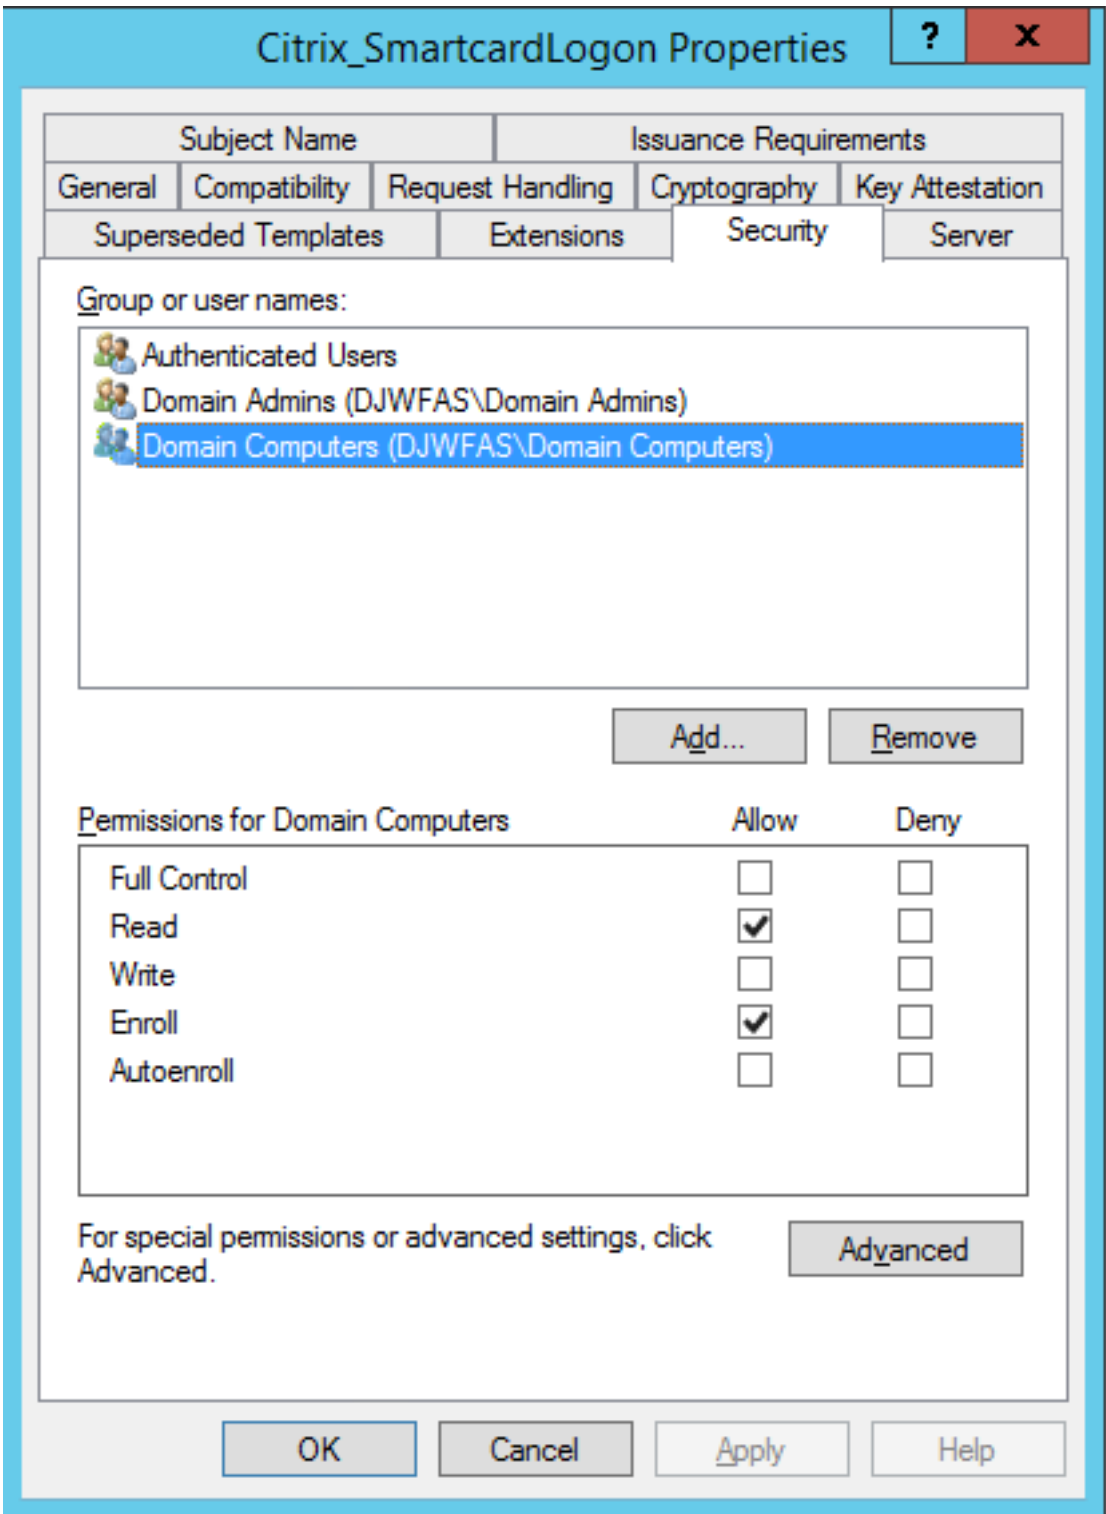 Citrix_SmartcardLogon Properties
?
x
Subject Name
Issuance Requirements
General
Compatibility
Request Handling
Cryptography
Key Attestation
Superseded Templates
Extensions
Security
Server
Group or user names:
Authenticated Users
Domain Admins (DJWFAS\Domain Admins)
Domain Computers (DJWFAS\Domain Computers)
Add...
Remove
Permissions for Domain Computers
Allow
Deny
Full Control
Read
Write
Enroll
Autoenroll
For special permissions or advanced settings, click
Advanced.
Advanced
OK
Cancel
Apply
Help